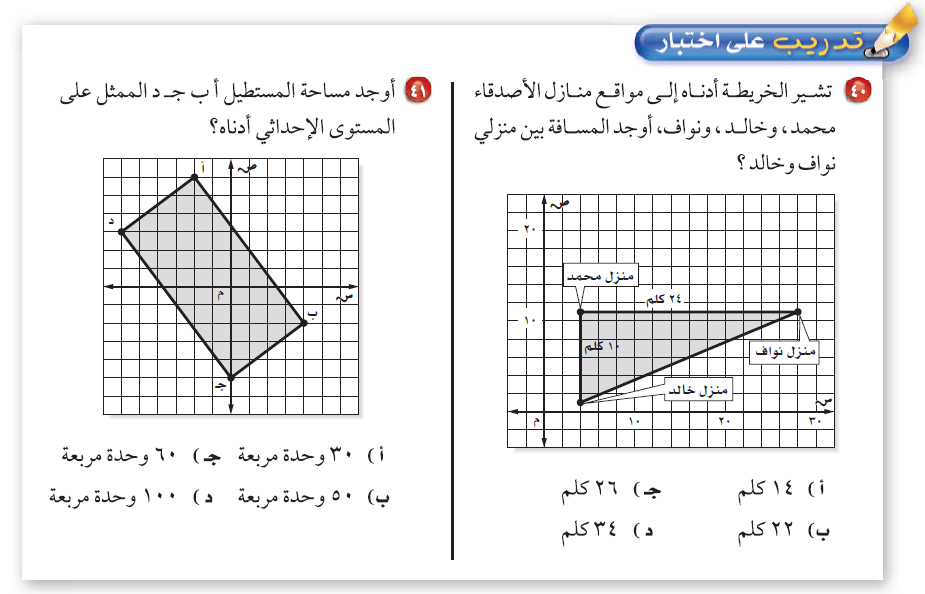 تدريب على اختبار
٤٠ تشير الخريطة أدناه إلى مواقع منازل الأصدقاء
محمد، وخالد، ونواف، أوجد المسافة بين منزلي
نواف وخالد؟
ص
٢٠
منزل محمد
٢٤ كلم
١٠
١٠ كلم
منزل نواف
منزل خالد
س
م
١٠
٢٠
٣٠
أ) ١٤ كلم
جـ) ٢٦ كلم
ب) ٢٢ كلم
د) ٣٤ كلم
٤١ أوجد مساحة المستطيل أ ب جـ د الممثل على
المستوى الإحداثي أدناه؟
أ
ص
د
م
س
ب
جـ
أ) ٣٠ وحدة مربعة جـ) ٦٠ وحدة مربعة
ب) ٥٠ وحدة مربعة د) ١٠٠ وحدة مربعة